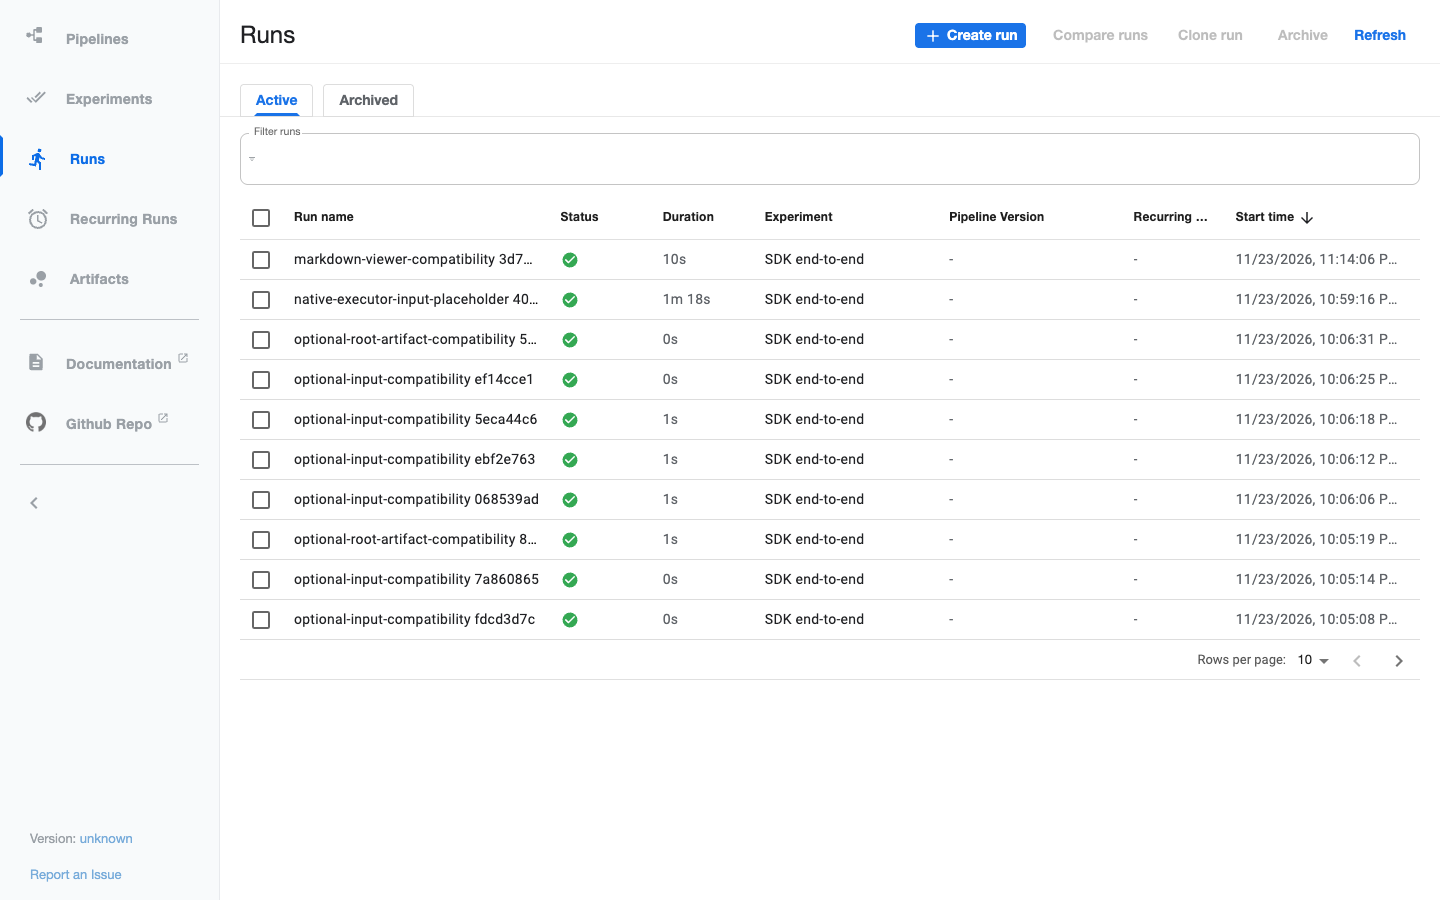 Pipelines
Experiments
Runs
Recurring Runs
Artifacts
Documentation
Github Repo
Version: unknown
Report an Issue
Runs
Create run
Compare runs
Clone run
Archive
Refresh
Active
Archived
Filter runs
Run name Status Duration Experiment Pipeline Version Recurring ... Start time
markdown-viewer-compatibility 3d7... 10s SDK end-to-end - - 11/23/2026, 11:14:06 P...
native-executor-input-placeholder 40... 1m 18s SDK end-to-end - - 11/23/2026, 10:59:16 P...
optional-root-artifact-compatibility 5... 0s SDK end-to-end - - 11/23/2026, 10:06:31 P...
optional-input-compatibility ef14cce1 0s SDK end-to-end - - 11/23/2026, 10:06:25 P...
optional-input-compatibility 5eca44c6 1s SDK end-to-end - - 11/23/2026, 10:06:18 P...
optional-input-compatibility ebf2e763 1s SDK end-to-end - - 11/23/2026, 10:06:12 P...
optional-input-compatibility 068539ad 1s SDK end-to-end - - 11/23/2026, 10:06:06 P...
optional-root-artifact-compatibility 8... 1s SDK end-to-end - - 11/23/2026, 10:05:19 P...
optional-input-compatibility 7a860865 0s SDK end-to-end - - 11/23/2026, 10:05:14 P...
optional-input-compatibility fdcd3d7c 0s SDK end-to-end - - 11/23/2026, 10:05:08 P...
Rows per page: 10